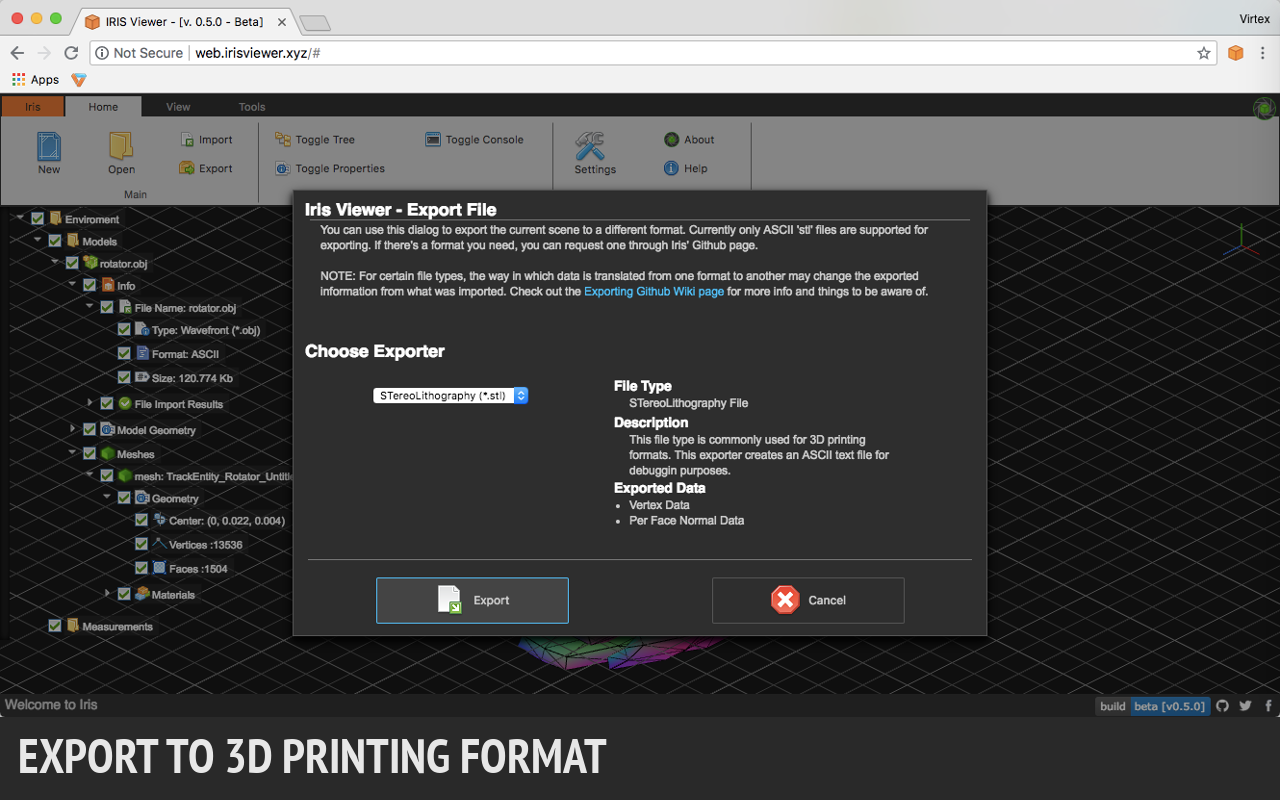 IRIS Viewer - [v. 0.5.0 - Beta]
Virtex
Not Secure
web.irisviewer.xyz/#
Apps
Iris
Home
View
Tools
New
Open
Import
Export
Main
Toggle Tree
Toggle Properties
Toggle Console
Settings
About
Help
Enviroment
Models
rotator.obj
Info
File Name: rotator.obj
Type: Wavefront (*.obj)
Format: ASCII
Size: 120.774 Kb
File Import Results
Model Geometry
Meshes
mesh: TrackEntity_Rotator_Untitl
Geometry
Center: (0, 0.022, 0.004)
Vertices :13536
Faces :1504
Materials
Measurements
Iris Viewer - Export File
You can use this dialog to export the current scene to a different format. Currently only ASCII 'stl' files are supported for
exporting. If there's a format you need, you can request one through Iris' Github page.
NOTE: For certain file types, the way in which data is translated from one format to another may change the exported
information from what was imported. Check out the Exporting Github Wiki page for more info and things to be aware of.
Choose Exporter
STereoLithography (*.stl)
File Type
STereoLithography File
Description
This file type is commonly used for 3D printing
formats. This exporter creates an ASCII text file for
debuggin purposes.
Exported Data
• Vertex Data
• Per Face Normal Data
Export
Cancel
Welcome to Iris
build
beta [v0.5.0]
EXPORT TO 3D PRINTING FORMAT